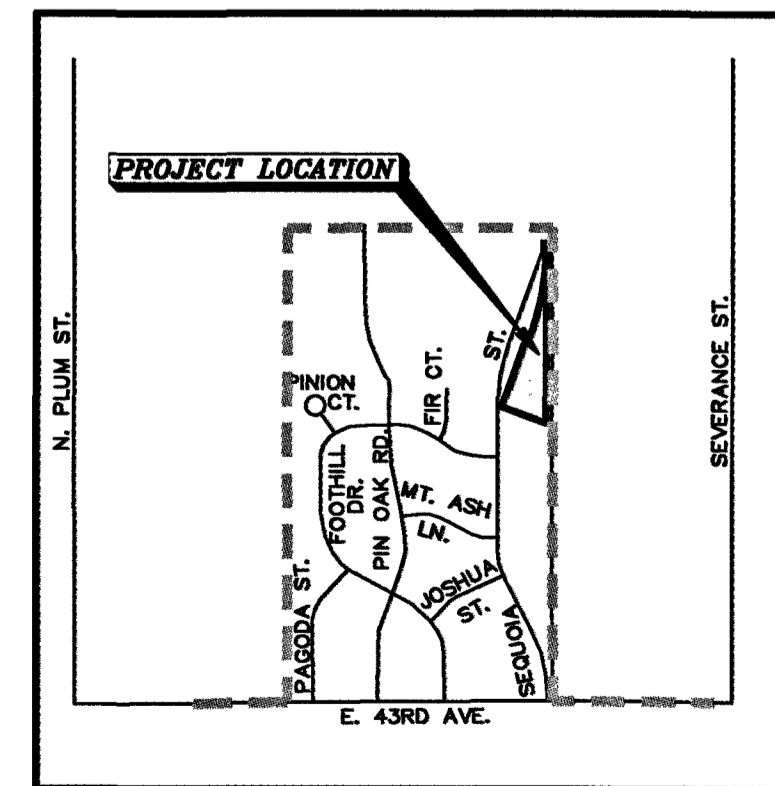 PROJECT LOCATION
N. PLUM ST.
SEVERANCE ST.
ST.
FIR CT.
PINION
CT.
FOOTHILL
DR.
PIN OAK RD.
MT. ASH
LN.
JOSHUA
ST.
PAGODA ST.
SEQUOIA
E. 43RD AVE.